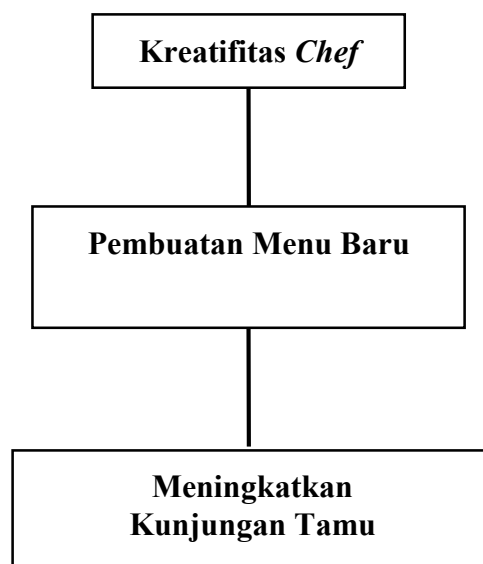 Kreatifitas Chef
Pembuatan Menu Baru
Meningkatkan
Kunjungan Tamu